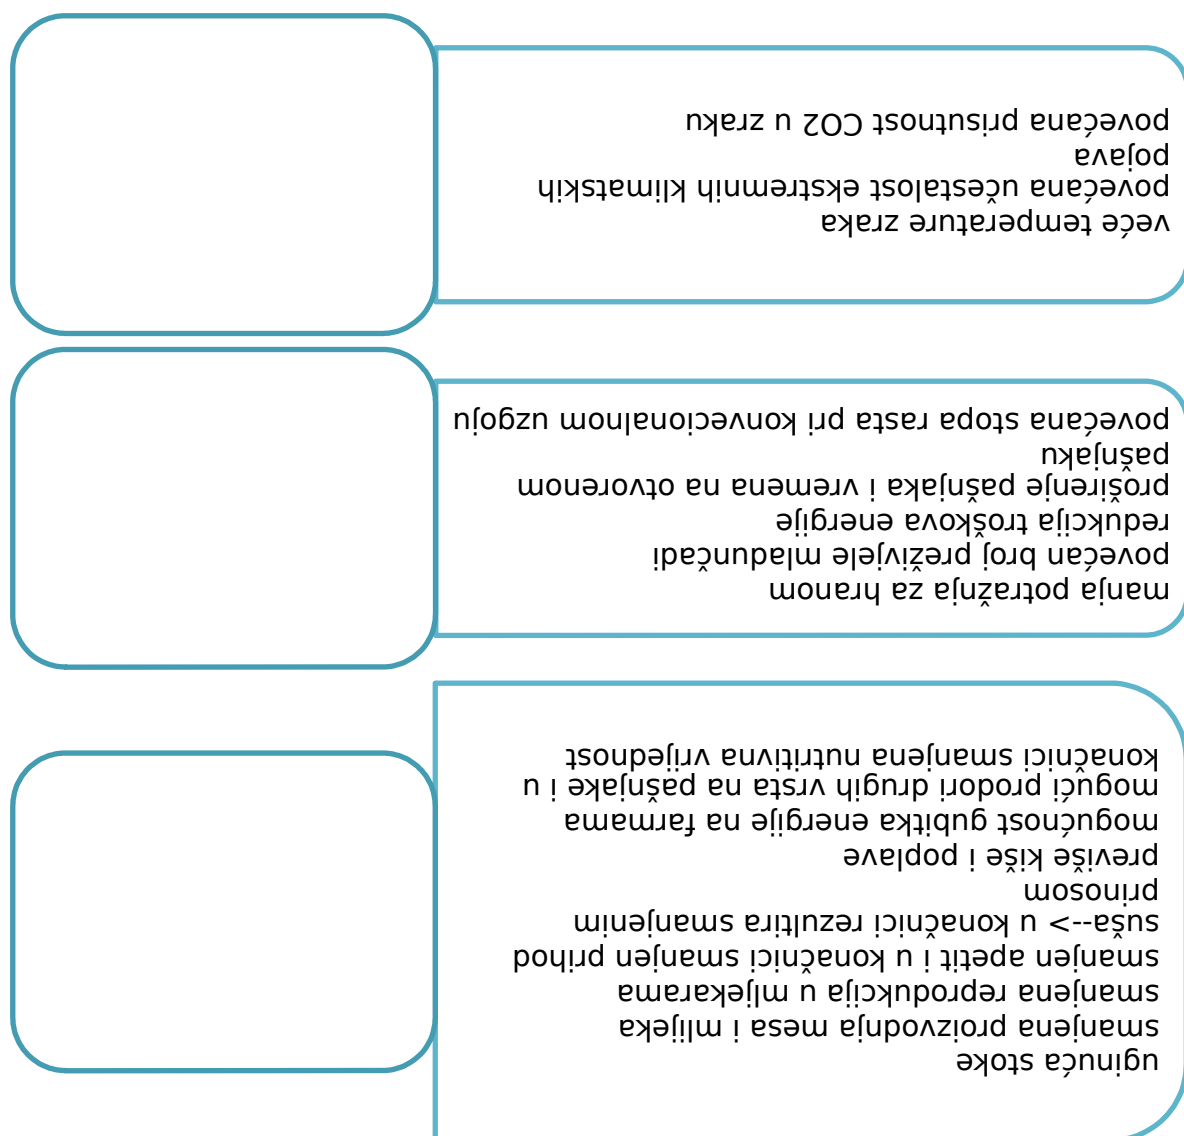 uginuća stoke
smanjena proizvodnja mesa i mlijeka
smanjena reprodukcija u mljekarama
smanjen apetit i u konačnici smanjen prihod
suša--> u konačnici rezultira smanjenim
prinosom
previše kiše i poplave
mogućnost gubitka energije na farmama
mogući prodori drugih vrsta na pašnjake i u
konačnici smanjena nutritivna vrijednost
manja potražnja za hranom
povećan broj preživjele mladunčadi
redukcija troškova energije
proširenje pašnjaka i vremena na otvorenom
pašnjaku
povećana stopa rasta pri konvecionalnom uzgoju
veće temperature zraka
povećana učestalost ekstremnih klimatskih
pojava
povećana prisutnost CO2 u zraku